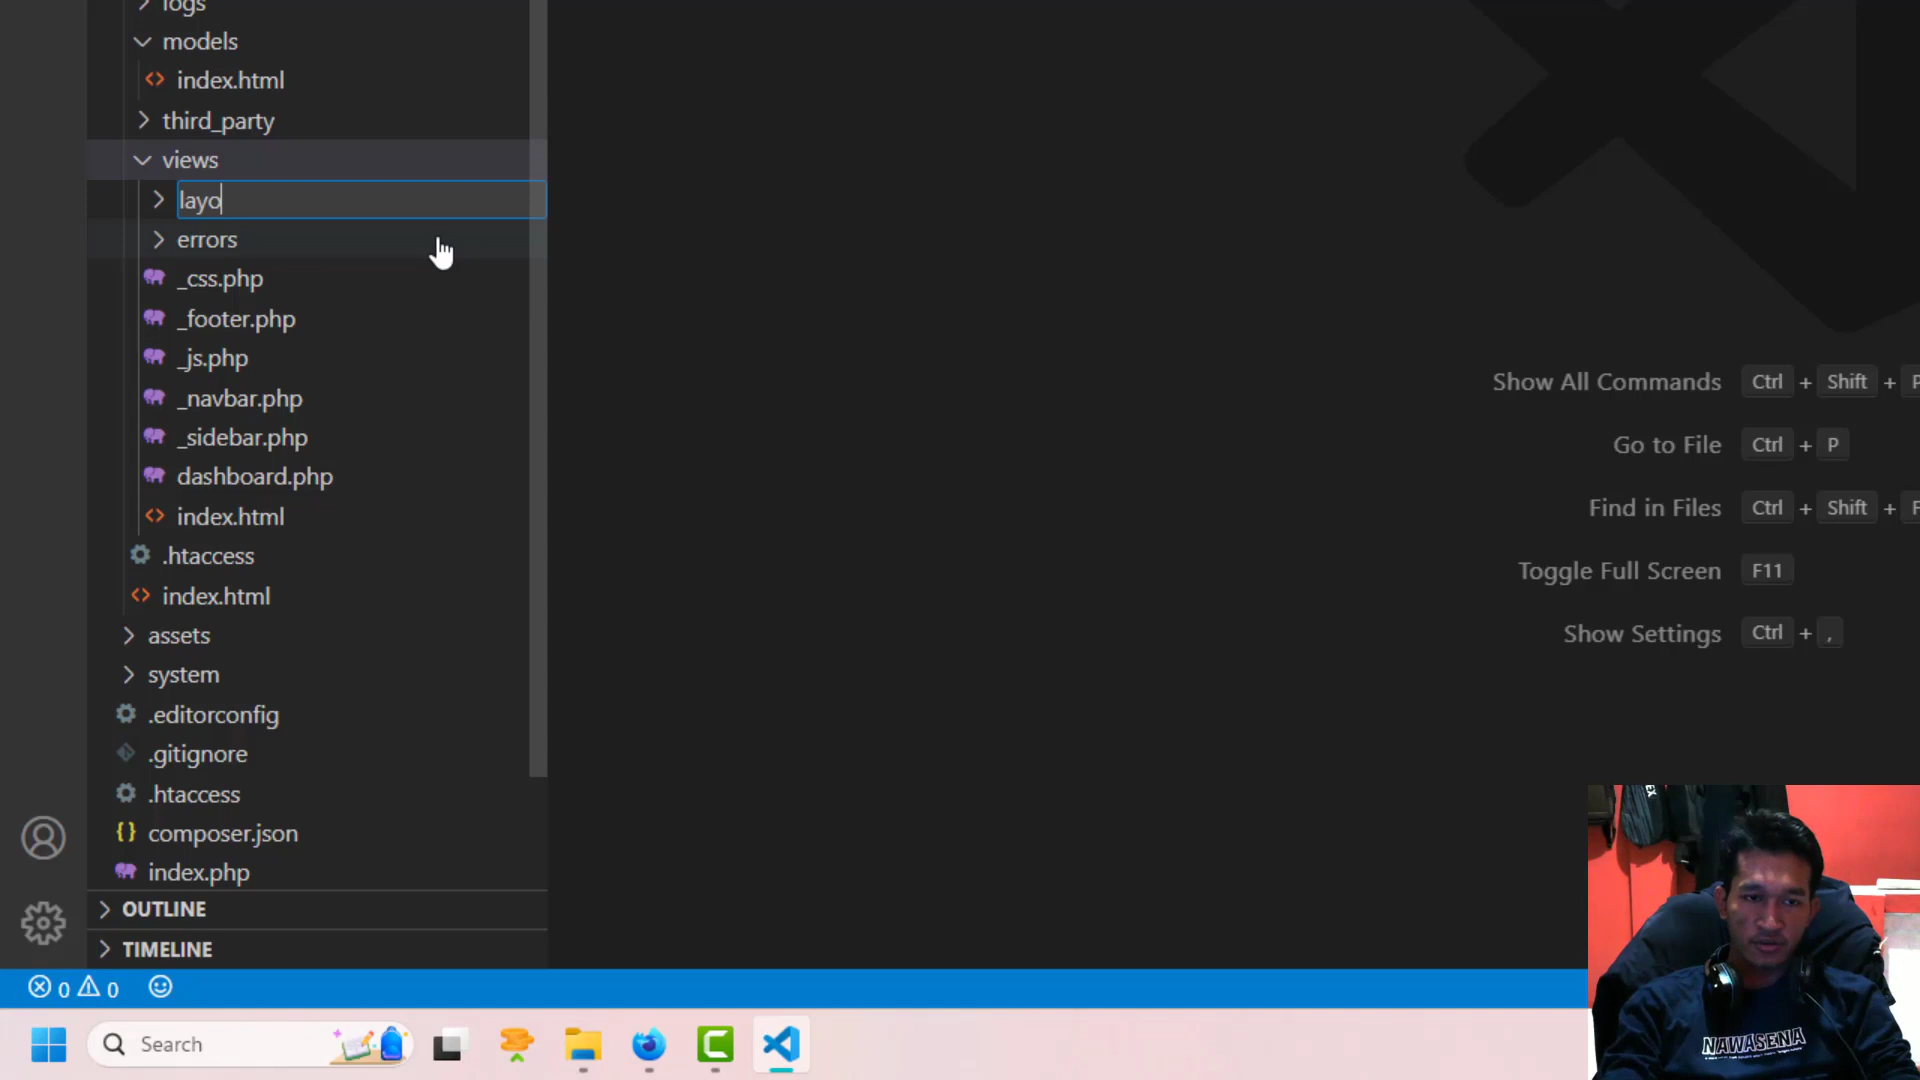 logs
models
index.html
third_party
views
layo
errors
_css.php
_footer.php
_js.php
_navbar.php
_sidebar.php
dashboard.php
index.html
.htaccess
index.html
assets
system
.editorconfig
.gitignore
.htaccess
composer.json
index.php
OUTLINE
TIMELINE
0 0
Show All Commands Ctrl + Shift + P
Go to File Ctrl + P
Find in Files Ctrl + Shift + F
Toggle Full Screen F11
Show Settings Ctrl + ,
NAWASENA
Search